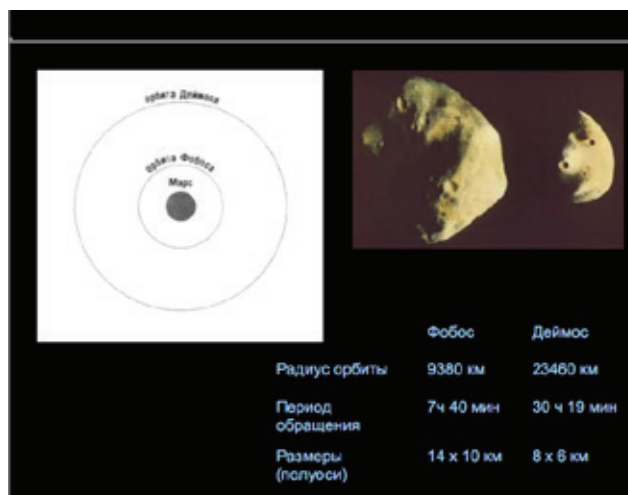 орбита Деймоса
орбита Фобоса
Марс
Фобос Деймос
Радиус орбиты 9380 км 23460 км
Период обращения 7ч 40 мин 30 ч 19 мин
Размеры (полуоси) 14 х 10 км 8 х 6 км